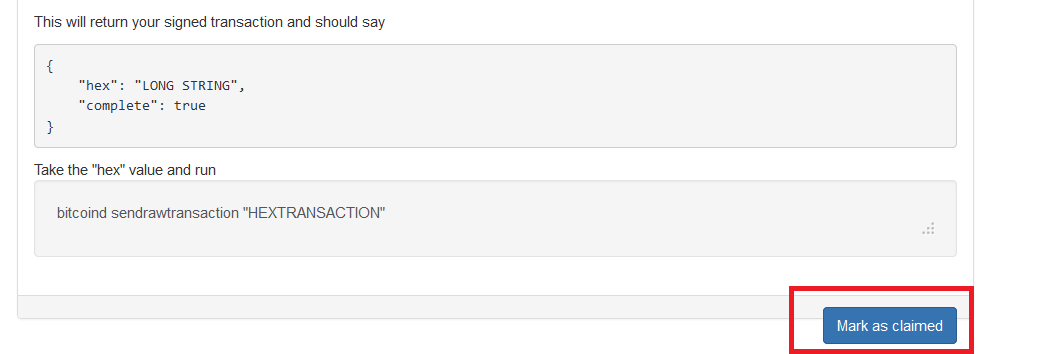 This will return your signed transaction and should say
{
    "hex": "LONG STRING",
    "complete": true
}
Take the "hex" value and run
bitcoind sendrawtransaction "HEXTRANSACTION"
Mark as claimed